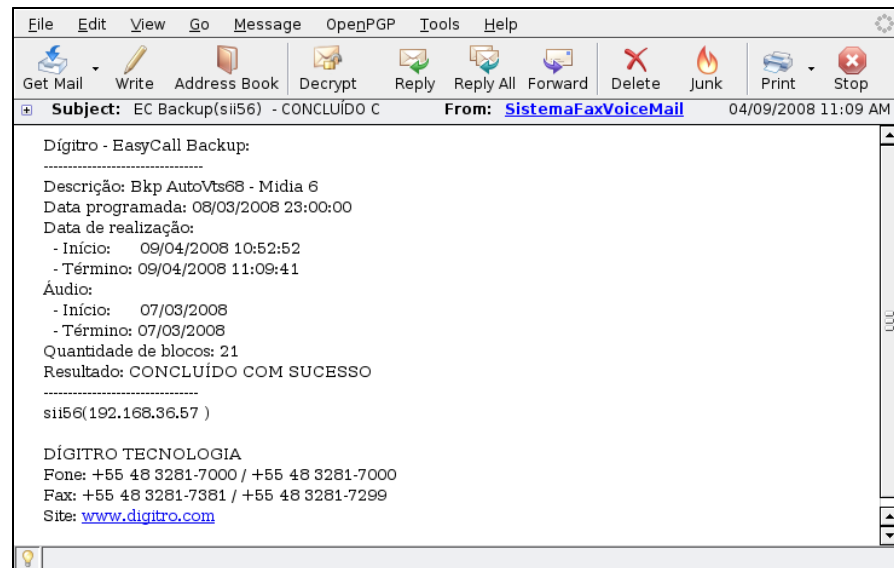 File Edit View Go Message OpenPGP Tools Help
Get Mail Write Address Book Decrypt Reply Reply All Forward Delete Junk Print Stop
Subject: EC Backup(sii56) - CONCLUÍDO C From: SistemaFaxVoiceMail 04/09/2008 11:09 AM
Dígitro - EasyCall Backup:
---------------------------------
Descrição: Bkp AutoVts68 - Midia 6
Data programada: 08/03/2008 23:00:00
Data de realização:
- Início: 09/04/2008 10:52:52
- Término: 09/04/2008 11:09:41
Áudio:
- Início: 07/03/2008
- Término: 07/03/2008
Quantidade de blocos: 21
Resultado: CONCLUÍDO COM SUCESSO
--------------------------------
sii56(192.168.36.57 )
DÍGITRO TECNOLOGIA
Fone: +55 48 3281-7000 / +55 48 3281-7000
Fax: +55 48 3281-7381 / +55 48 3281-7299
Site: www.digitro.com